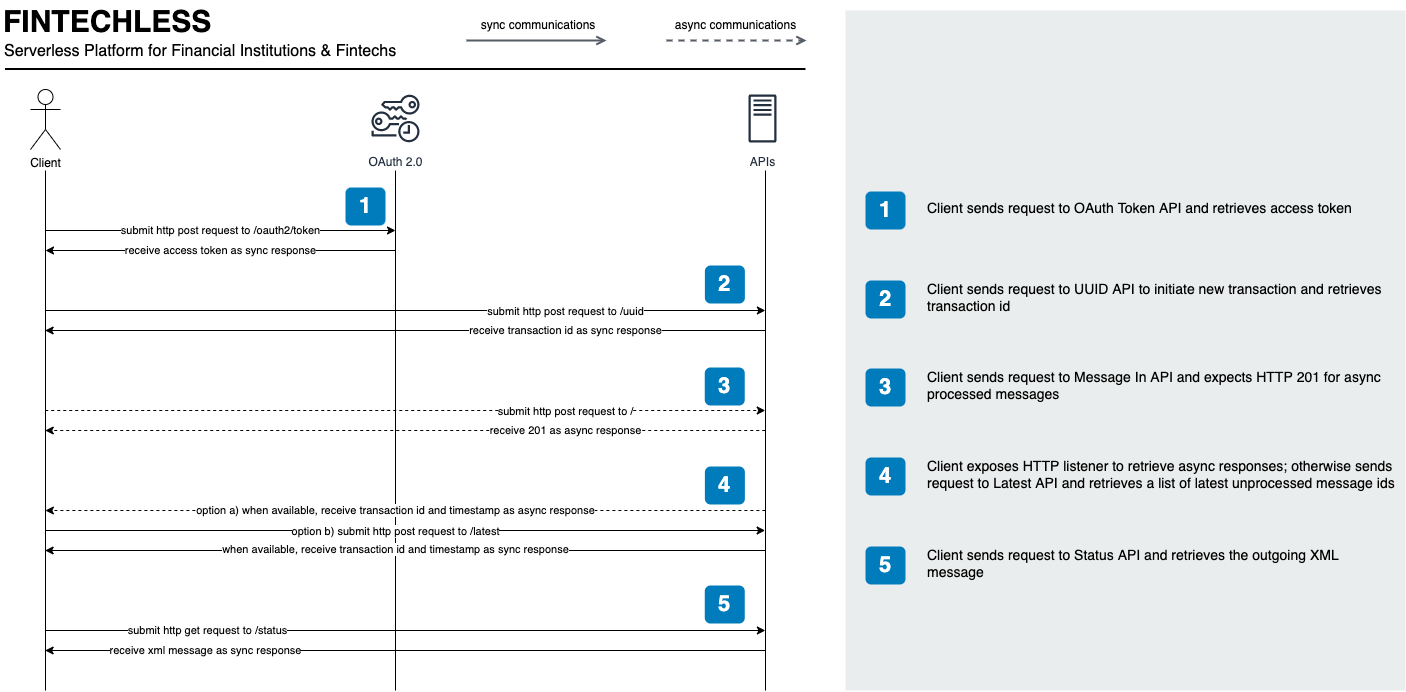 FINTECHLESS
Serverless Platform for Financial Institutions & Fintechs
sync communications
async communications
Client
OAuth 2.0
APIs
1
submit http post request to /oauth2/token
receive access token as sync response
2
submit http post request to /uuid
receive transaction id as sync response
3
submit http post request to /
receive 201 as async response
4
option a) when available, receive transaction id and timestamp as async response
option b) submit http post request to /latest
when available, receive transaction id and timestamp as sync response
5
submit http get request to /status
receive xml message as sync response
1
Client sends request to OAuth Token API and retrieves access token
2
Client sends request to UUID API to initiate new transaction and retrieves
transaction id
3
Client sends request to Message In API and expects HTTP 201 for async
processed messages
4
Client exposes HTTP listener to retrieve async responses; otherwise sends
request to Latest API and retrieves a list of latest unprocessed message ids
5
Client sends request to Status API and retrieves the outgoing XML
message